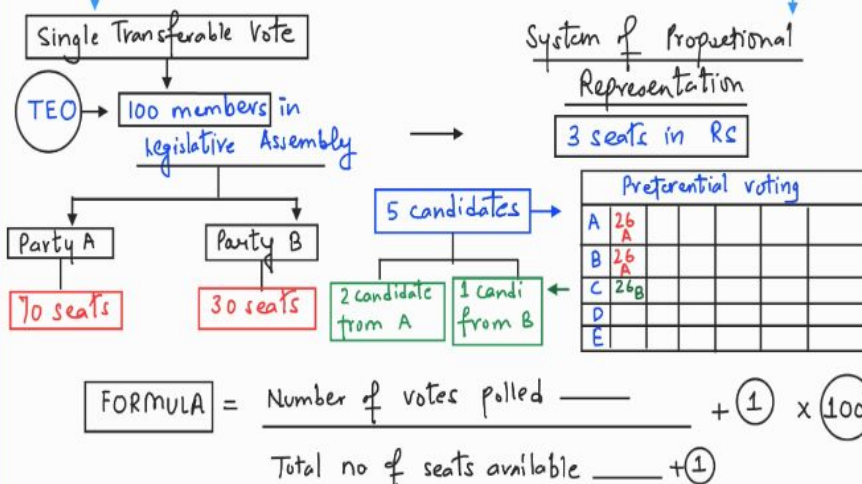 Single Transferable Vote
System of Propostional
Representation
TEO
100 members in
Legislative Assembly
3 seats in RS
Party A
Party B
70 seats
30 seats
5 candidates
2 candidate
from A
1 candi
from B
Preferential voting
A 26 A
B 26 A
C 26 B
D
E
FORMULA = Number of votes polled + 1 × 100
Total no of seats available + 1